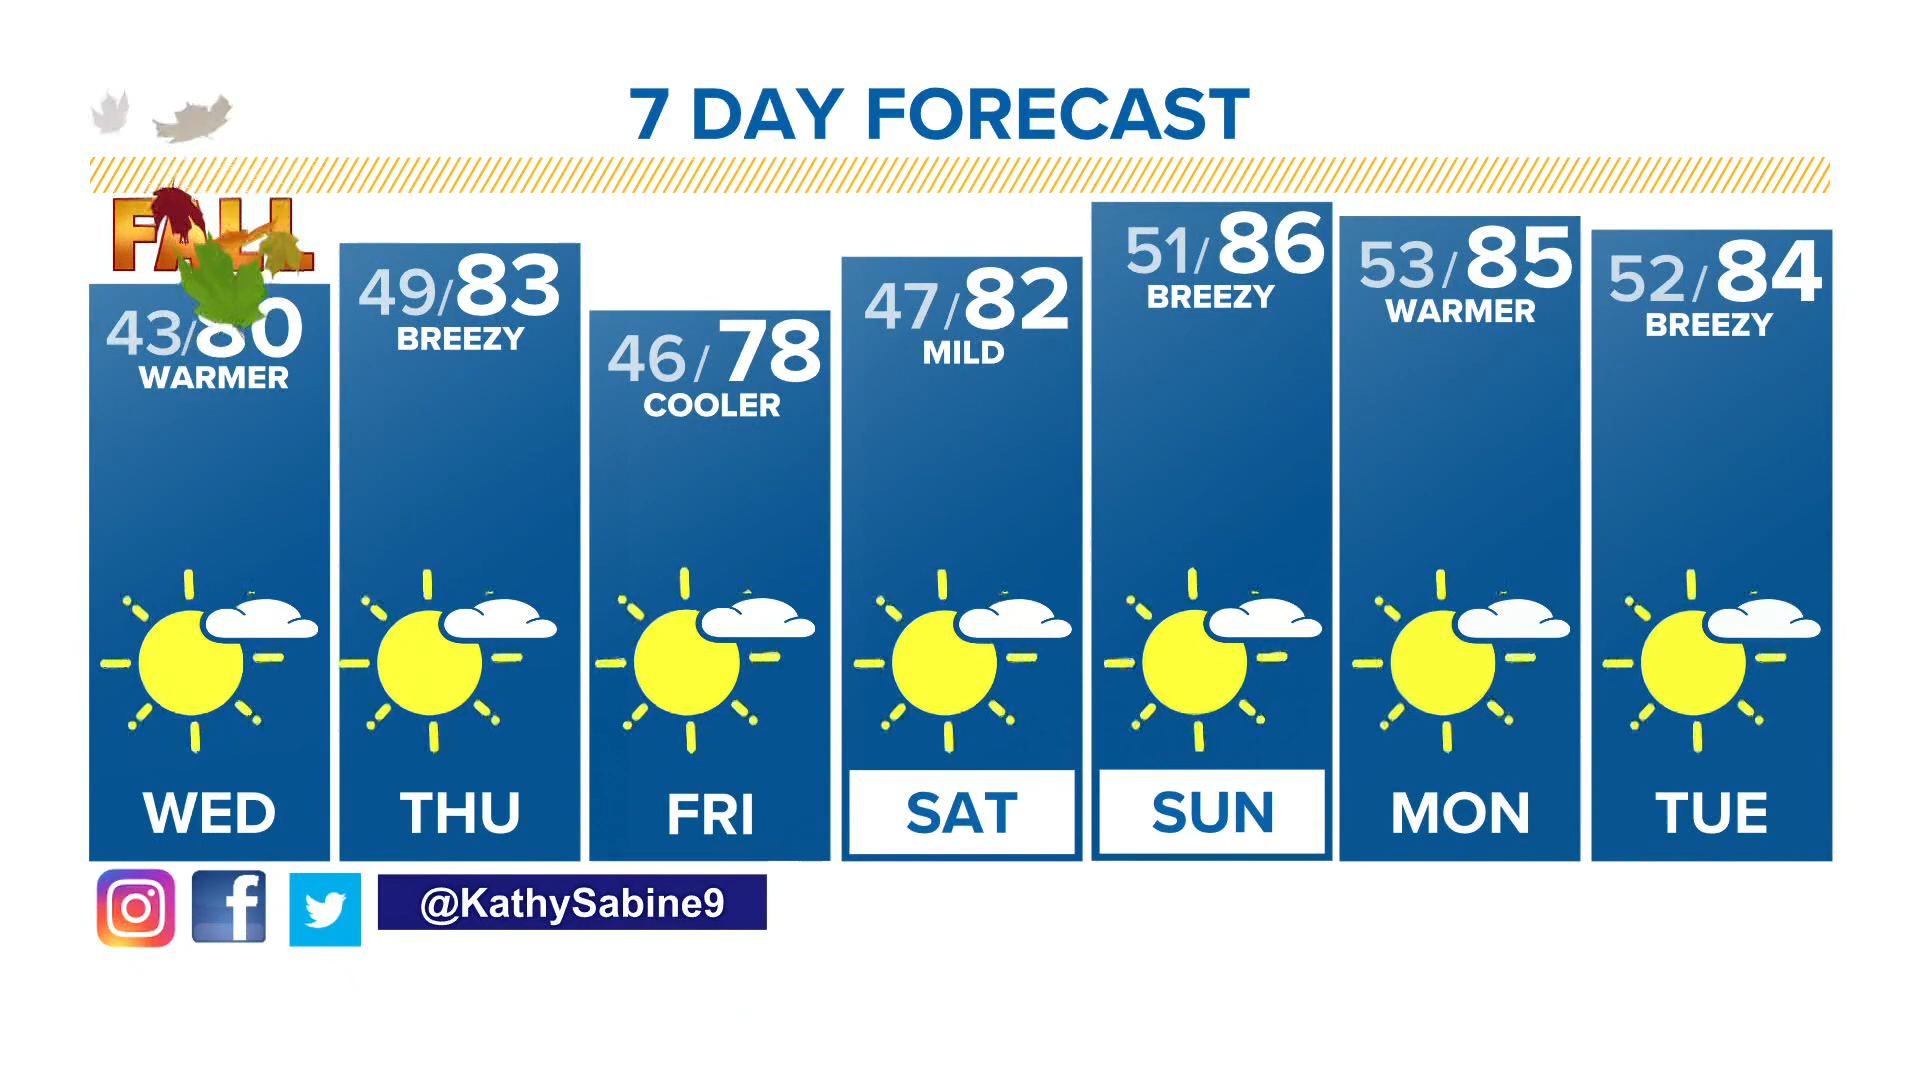 7 DAY FORECAST
FALL
43/80
WARMER
WED
49/83
BREEZY
THU
46/78
COOLER
FRI
47/82
MILD
SAT
51/86
BREEZY
SUN
53/85
WARMER
MON
52/84
BREEZY
TUE
@KathySabine9